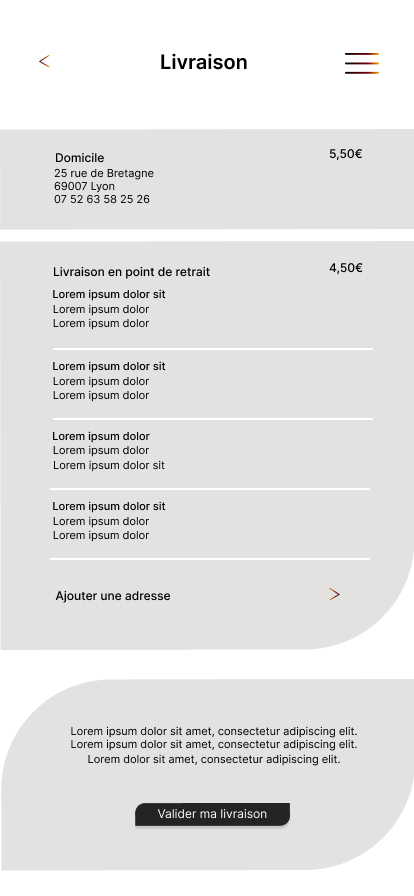 Livraison
Domicile
5,50€
25 rue de Bretagne
69007 Lyon
07 52 63 58 25 26
Livraison en point de retrait
4,50€
Lorem ipsum dolor sit
Lorem ipsum dolor
Lorem ipsum dolor
Lorem ipsum dolor sit
Lorem ipsum dolor
Lorem ipsum dolor
Lorem ipsum dolor
Lorem ipsum dolor
Lorem ipsum dolor sit
Lorem ipsum dolor sit
Lorem ipsum dolor
Lorem ipsum dolor
Ajouter une adresse
Lorem ipsum dolor sit amet, consectetur adipiscing elit.
Lorem ipsum dolor sit amet, consectetur adipiscing elit.
Lorem dolor sit amet, consectetur adipiscing elit.
Valider ma livraison